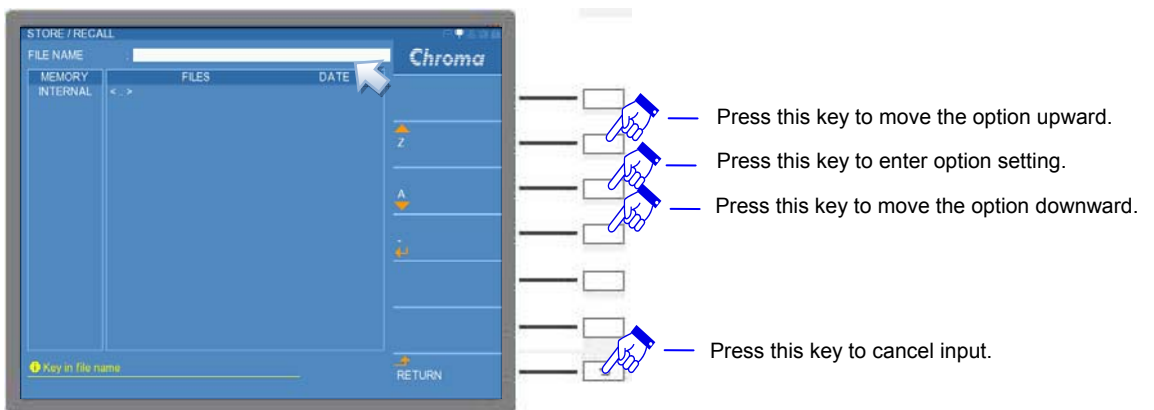 STORE / RECALL
FILE NAME :
Chroma
MEMORY FILES DATE
INTERNAL < .. >
Z
A
-
RETURN
Key in file name
Press this key to move the option upward.
Press this key to enter option setting.
Press this key to move the option downward.
Press this key to cancel input.